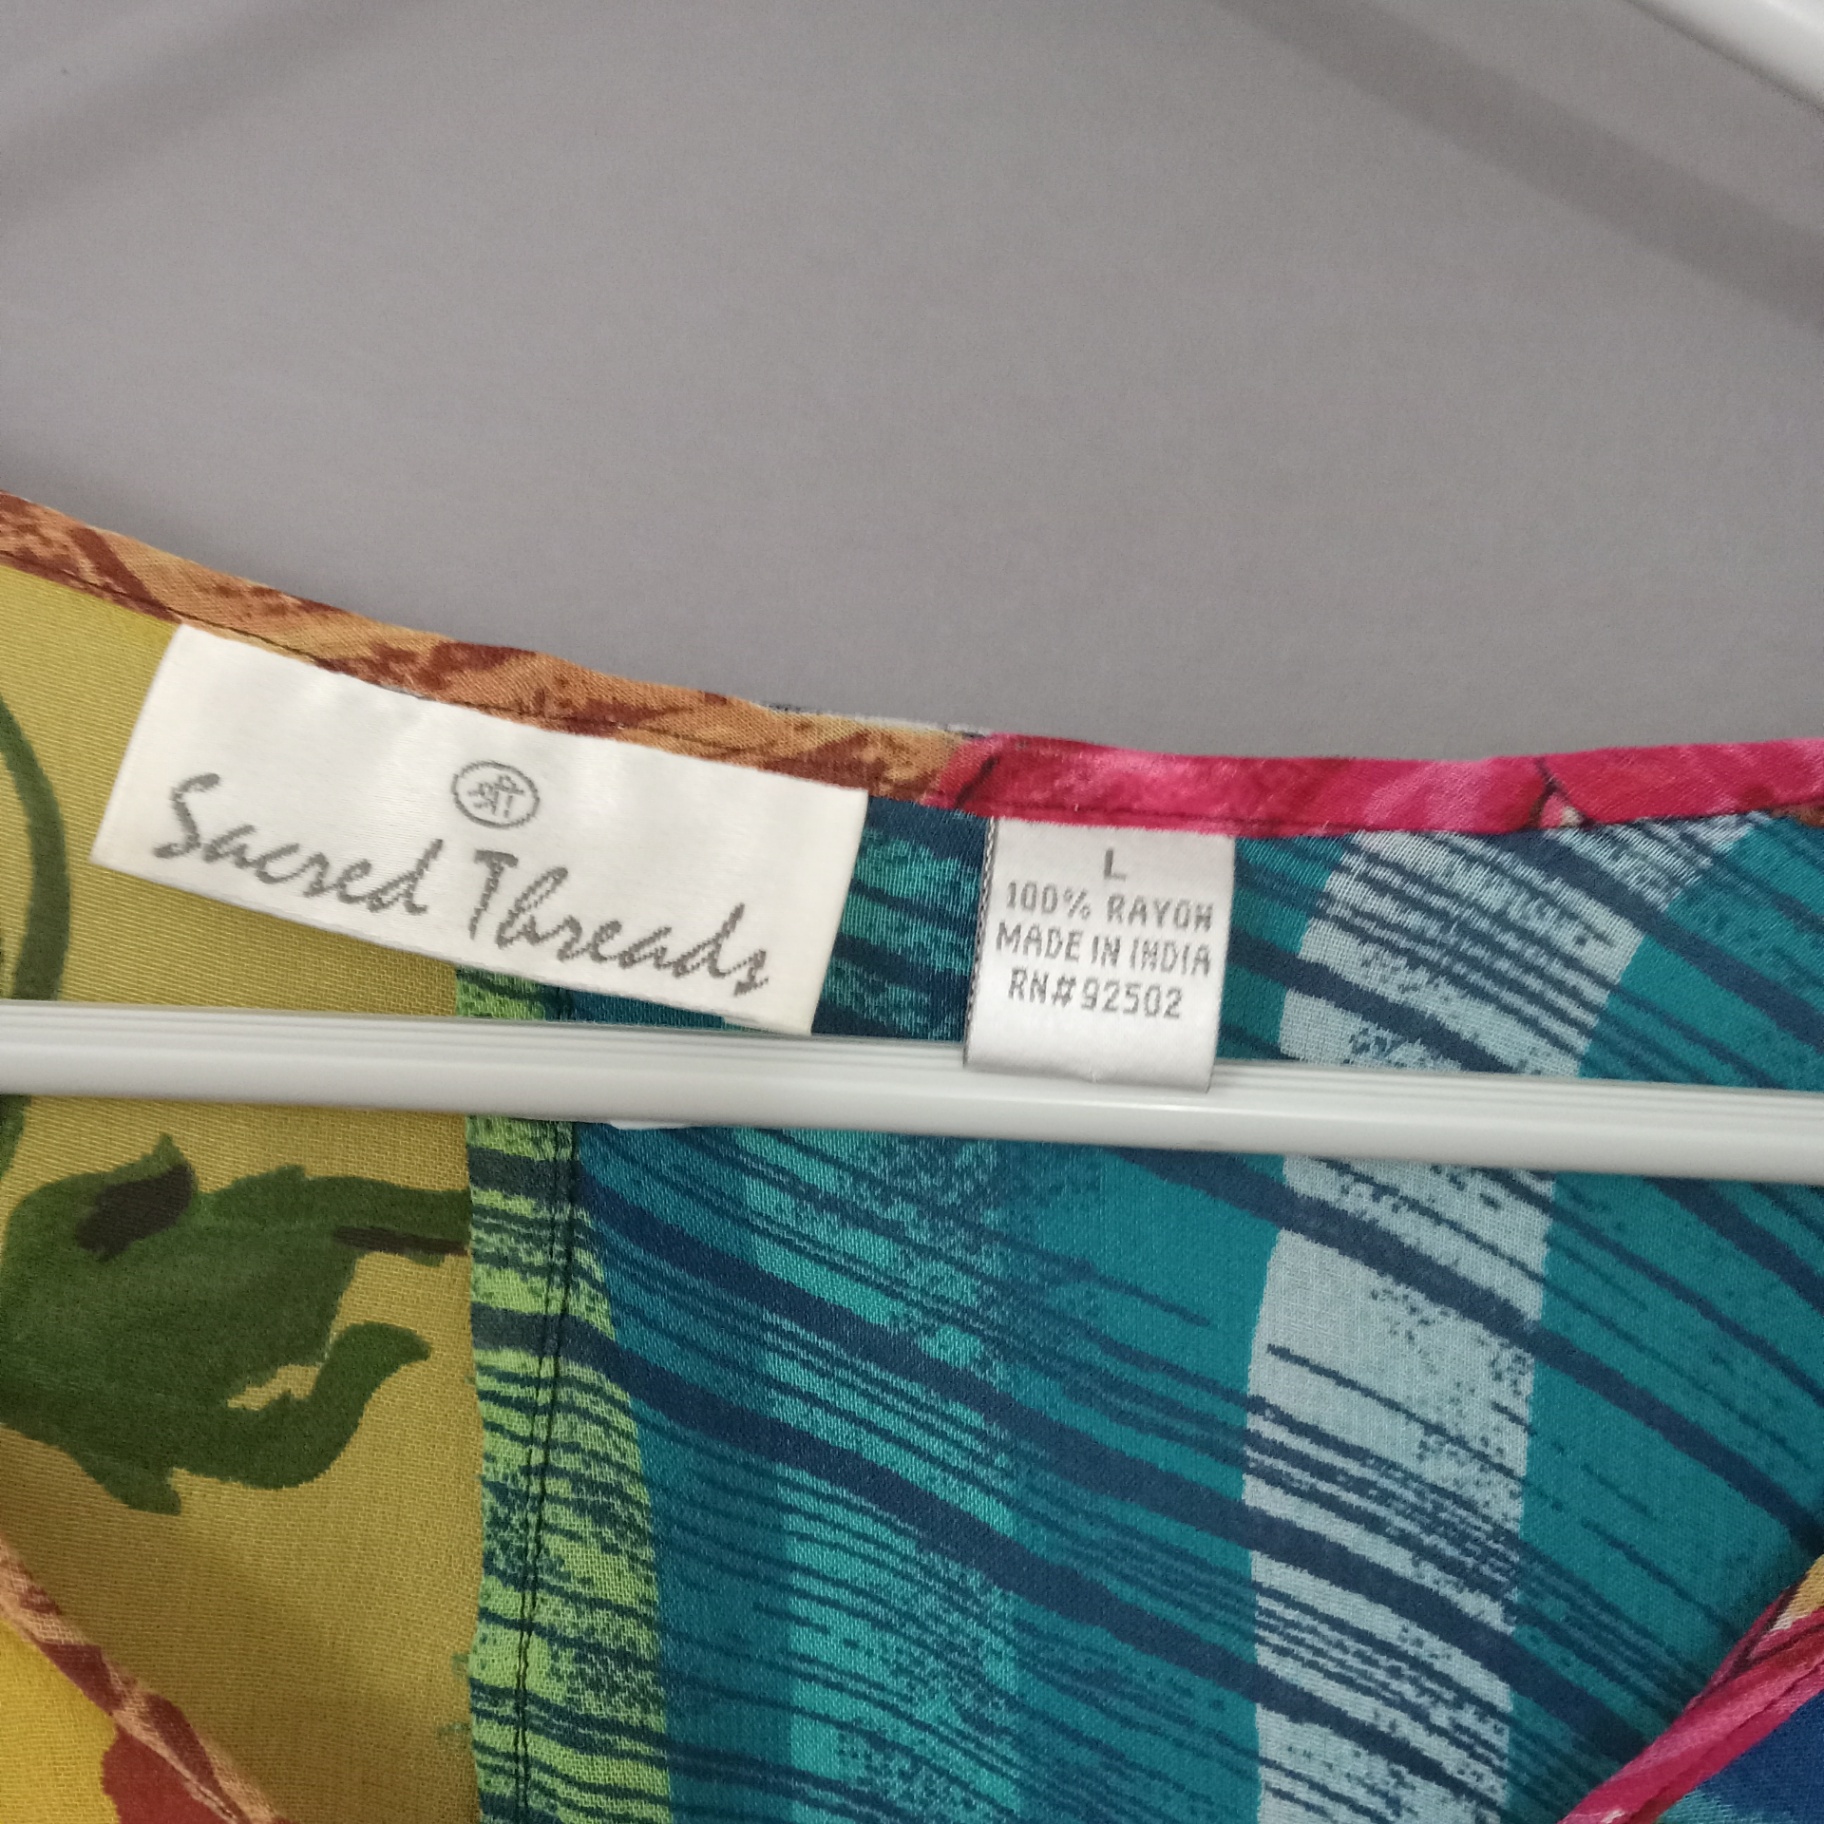 श्री
Sacred Threads
L
100% RAYON
MADE IN INDIA
RN#92502